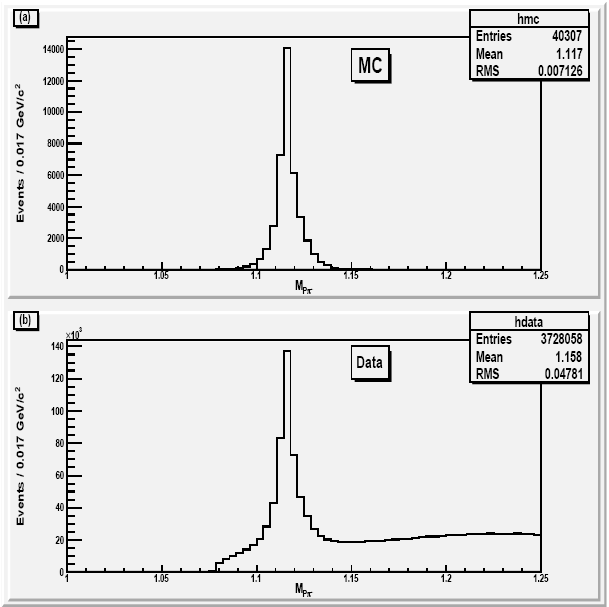 (a)
hmc
Entries 40307
Mean 1.117
RMS 0.007126
MC
Events / 0.017 GeV/c²
14000
12000
10000
8000
6000
4000
2000
0
1 1.05 1.1 1.15 1.2 1.25
M_Pπ
(b)
hdata
Entries 3728058
Mean 1.158
RMS 0.04781
Data
×10³
Events / 0.017 GeV/c²
140
120
100
80
60
40
20
0
1 1.05 1.1 1.15 1.2 1.25
M_Pπ